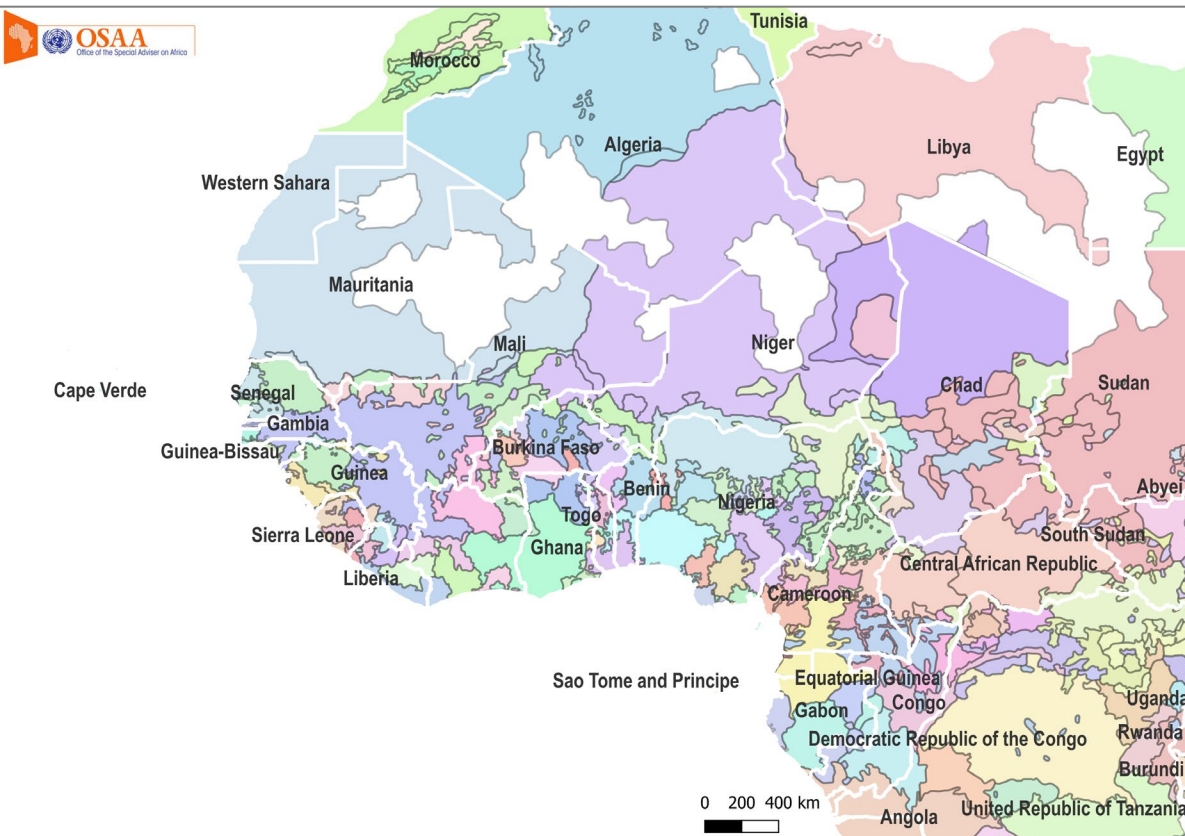 OSAA
Office of the Special Adviser on Africa
Tunisia
Morocco
Algeria
Libya
Egypt
Western Sahara
Mauritania
Mali
Niger
Chad
Sudan
Cape Verde
Senegal
Gambia
Guinea-Bissau
Burkina Faso
Guinea
Benin
Nigeria
Abyei
Togo
Sierra Leone
Ghana
South Sudan
Liberia
Central African Republic
Cameroon
Sao Tome and Principe
Equatorial Guinea
Uganda
Gabon
Congo
Democratic Republic of the Congo
Rwanda
Burundi
0 200 400 km
Angola
United Republic of Tanzania